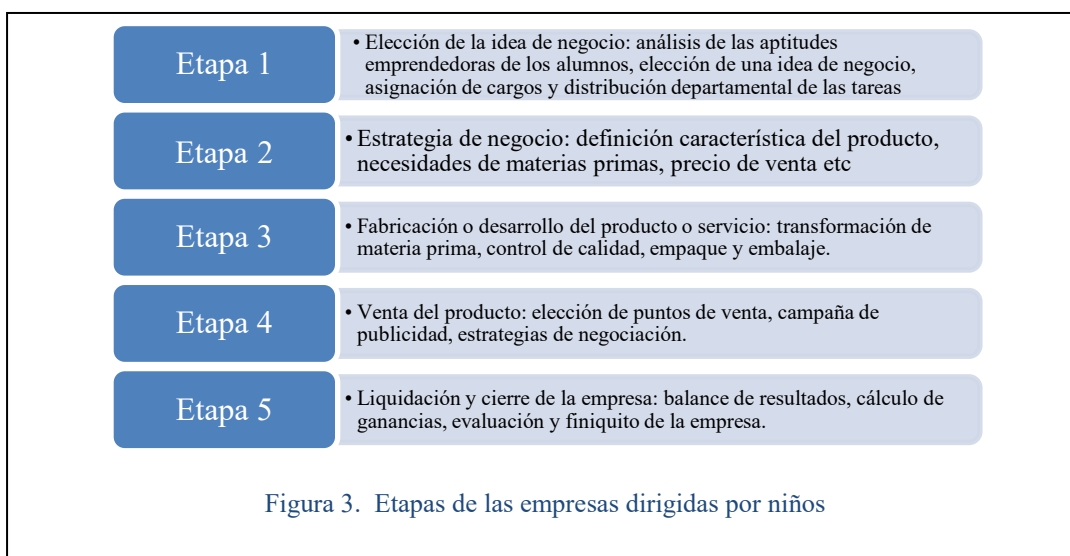 Etapa 1
• Elección de la idea de negocio: análisis de las aptitudes
emprendedoras de los alumnos, elección de una idea de negocio,
asignación de cargos y distribución departamental de las tareas
Etapa 2
• Estrategia de negocio: definición característica del producto,
necesidades de materias primas, precio de venta etc
Etapa 3
• Fabricación o desarrollo del producto o servicio: transformación de
materia prima, control de calidad, empaque y embalaje.
Etapa 4
• Venta del producto: elección de puntos de venta, campaña de
publicidad, estrategias de negociación.
Etapa 5
• Liquidación y cierre de la empresa: balance de resultados, cálculo de
ganancias, evaluación y finiquito de la empresa.
Figura 3. Etapas de las empresas dirigidas por niños